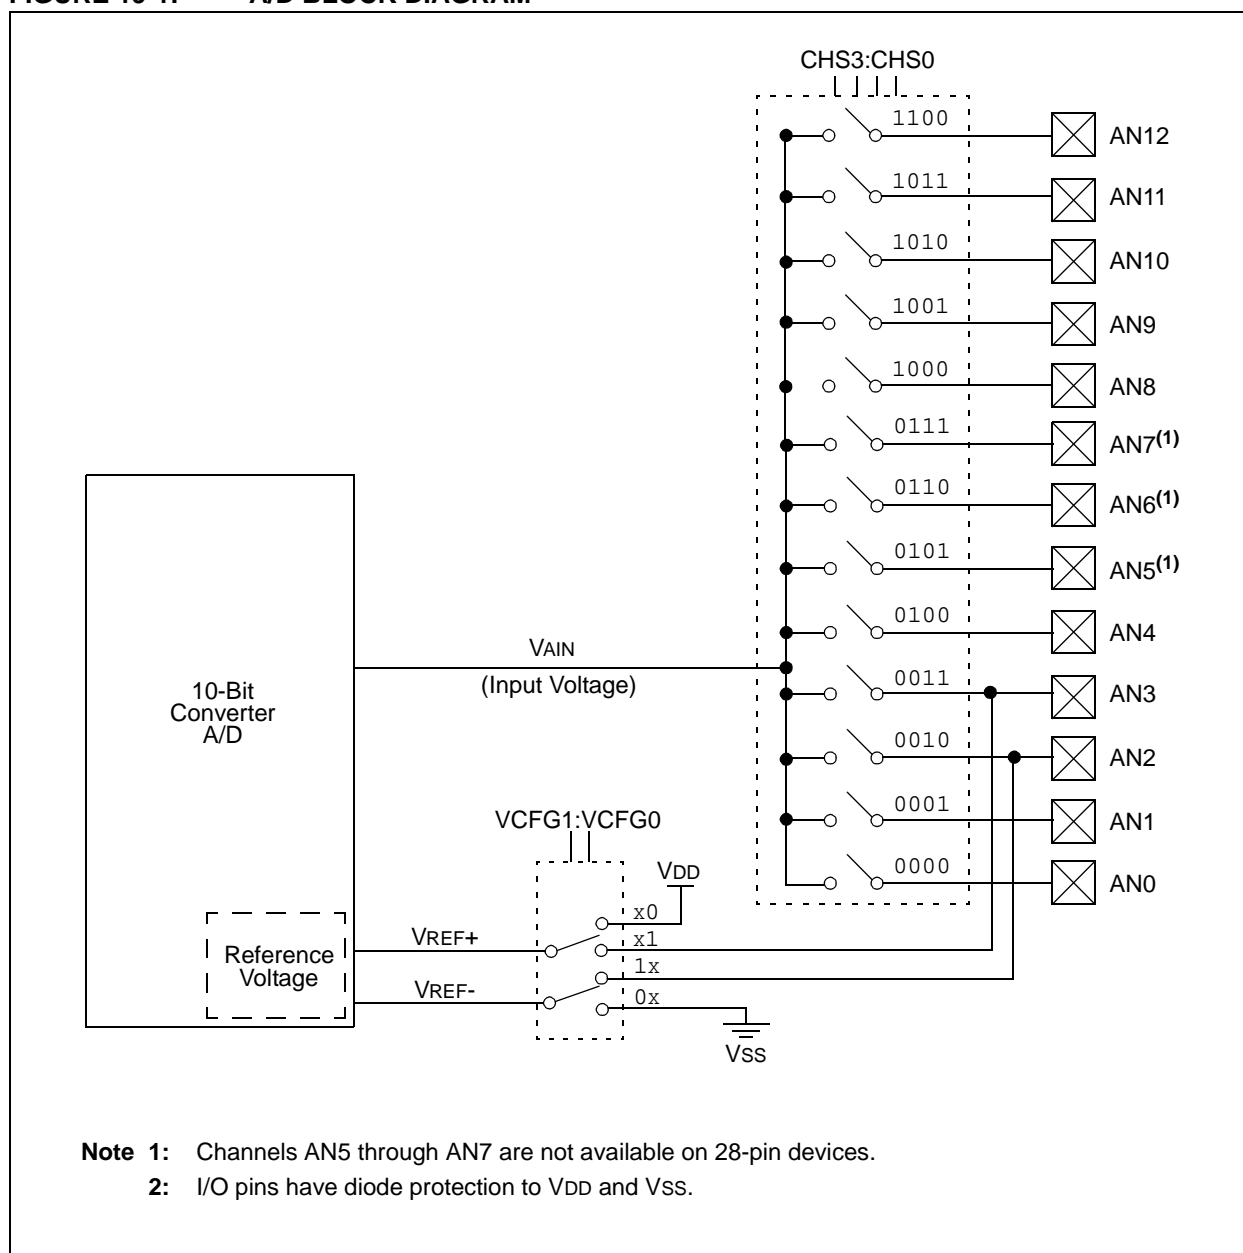 CHS3:CHS0
1100 AN12
1011 AN11
1010 AN10
1001 AN9
1000 AN8
0111 AN7(1)
0110 AN6(1)
0101 AN5(1)
0100 AN4
VAIN
(Input Voltage)
0011 AN3
10-Bit
Converter
A/D
0010 AN2
0001 AN1
VCFG1:VCFG0
0000 AN0
VDD
x0
VREF+
x1
Reference
Voltage
1x
VREF-
0x
VSS
Note 1: Channels AN5 through AN7 are not available on 28-pin devices.
2: I/O pins have diode protection to VDD and VSS.